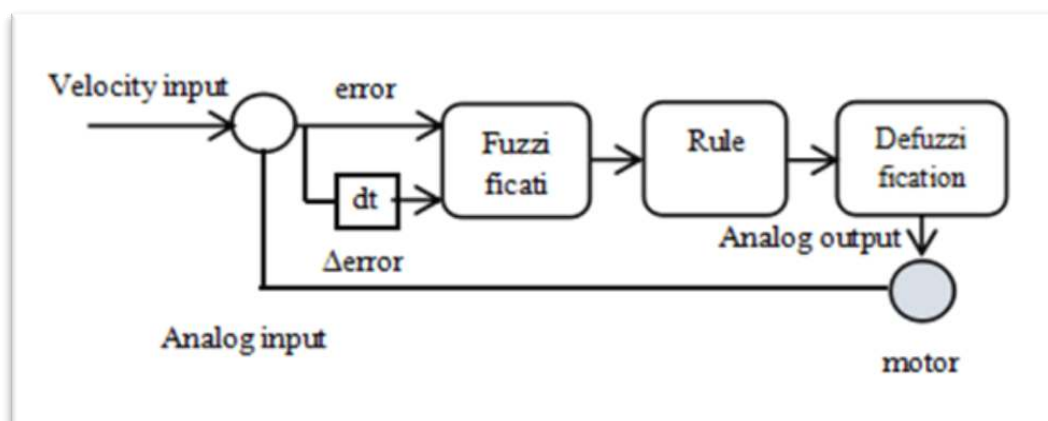 Velocity input
error
Fuzzi
ficati
Rule
Defuzzi
fication
dt
Δerror
Analog output
Analog input
motor